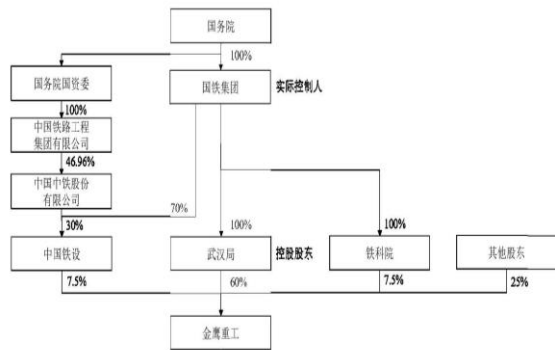 国务院
100%
国务院国资委
国铁集团
实际控制人
100%
中国铁路工程
集团有限公司
46.96%
中国中铁股份
有限公司
70%
30%
100%
100%
中国铁设
武汉局
控股股东
铁科院
其他股东
7.5%
60%
7.5%
25%
金鹰重工